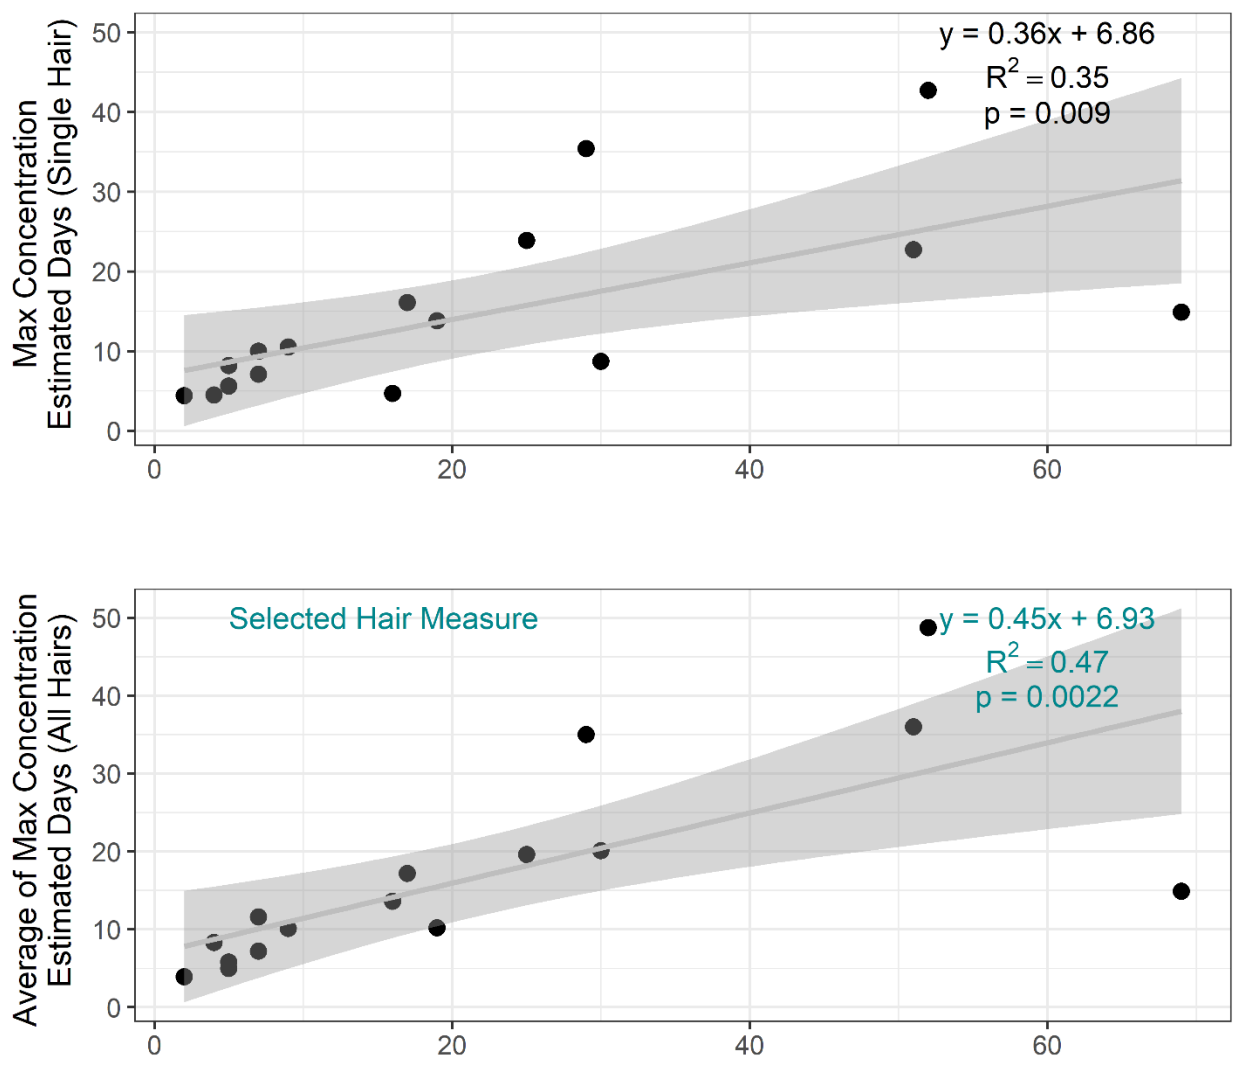 Max Concentration
Estimated Days (Single Hair)
50
40
30
20
10
0
y = 0.36x + 6.86
R² = 0.35
p = 0.009
0 20 40 60
Average of Max Concentration
Estimated Days (All Hairs)
50
40
30
20
10
0
Selected Hair Measure
y = 0.45x + 6.93
R² = 0.47
p = 0.0022
0 20 40 60